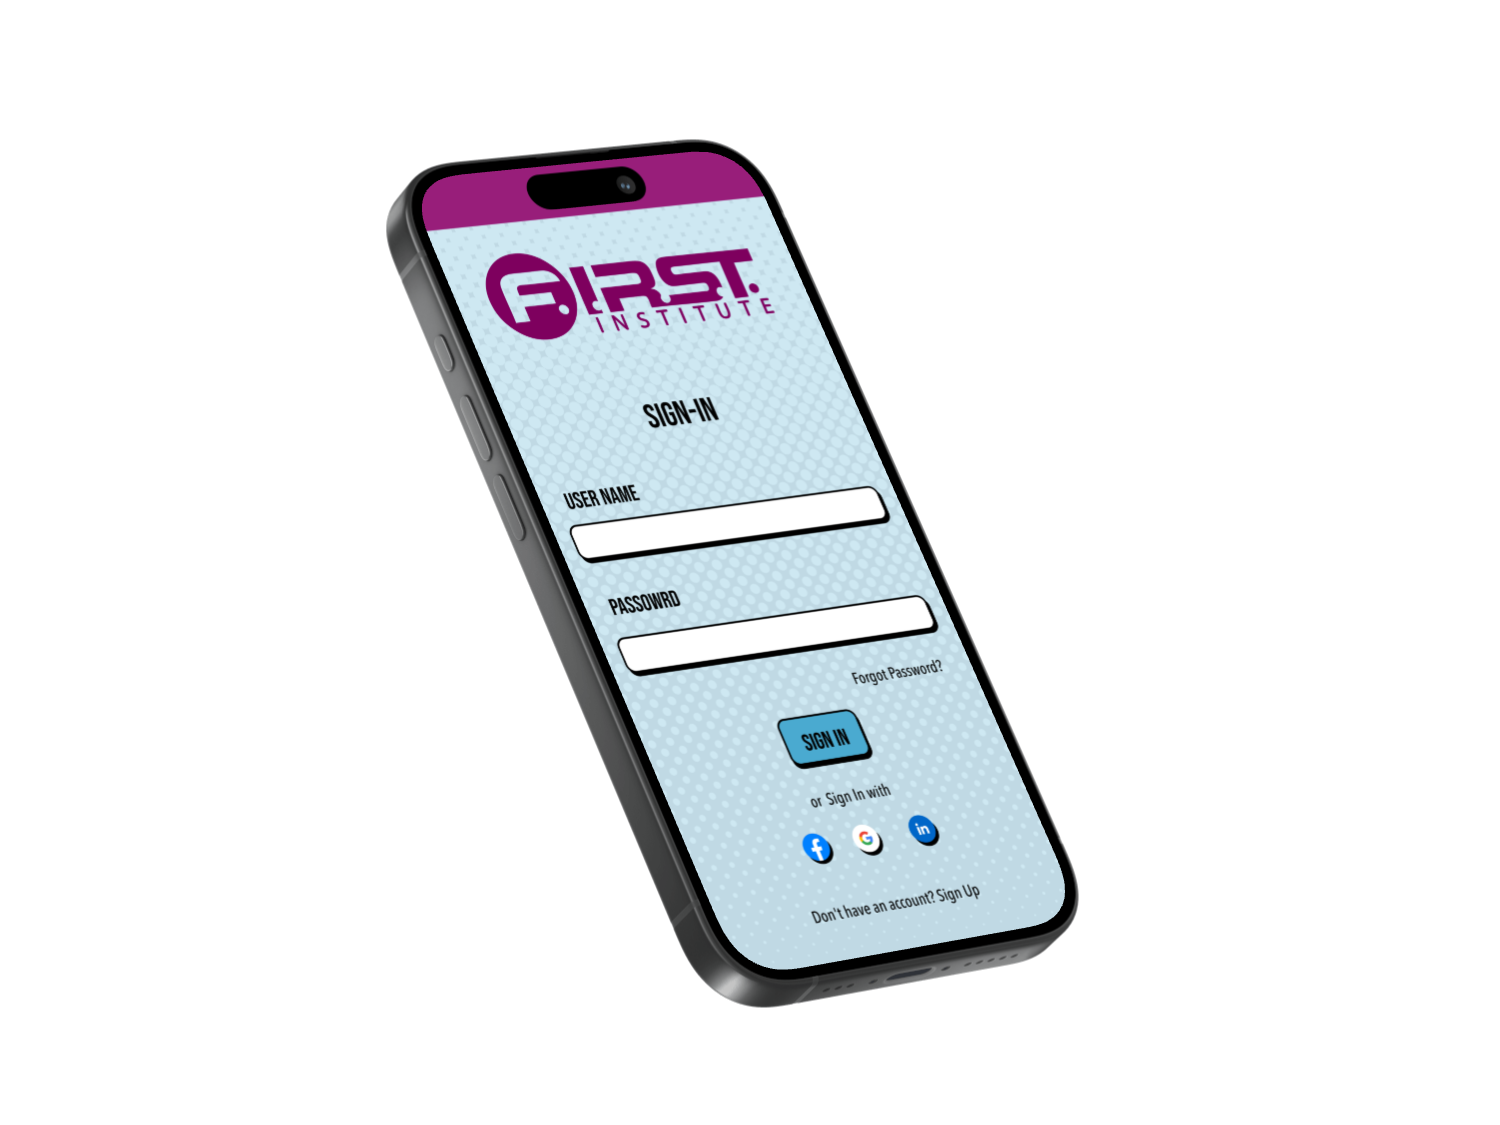 FIRST.
INSTITUTE
SIGN-IN
USER NAME
PASSOWRD
Forgot Password?
SIGN IN
or Sign In with
f G in
Don't have an account? Sign Up